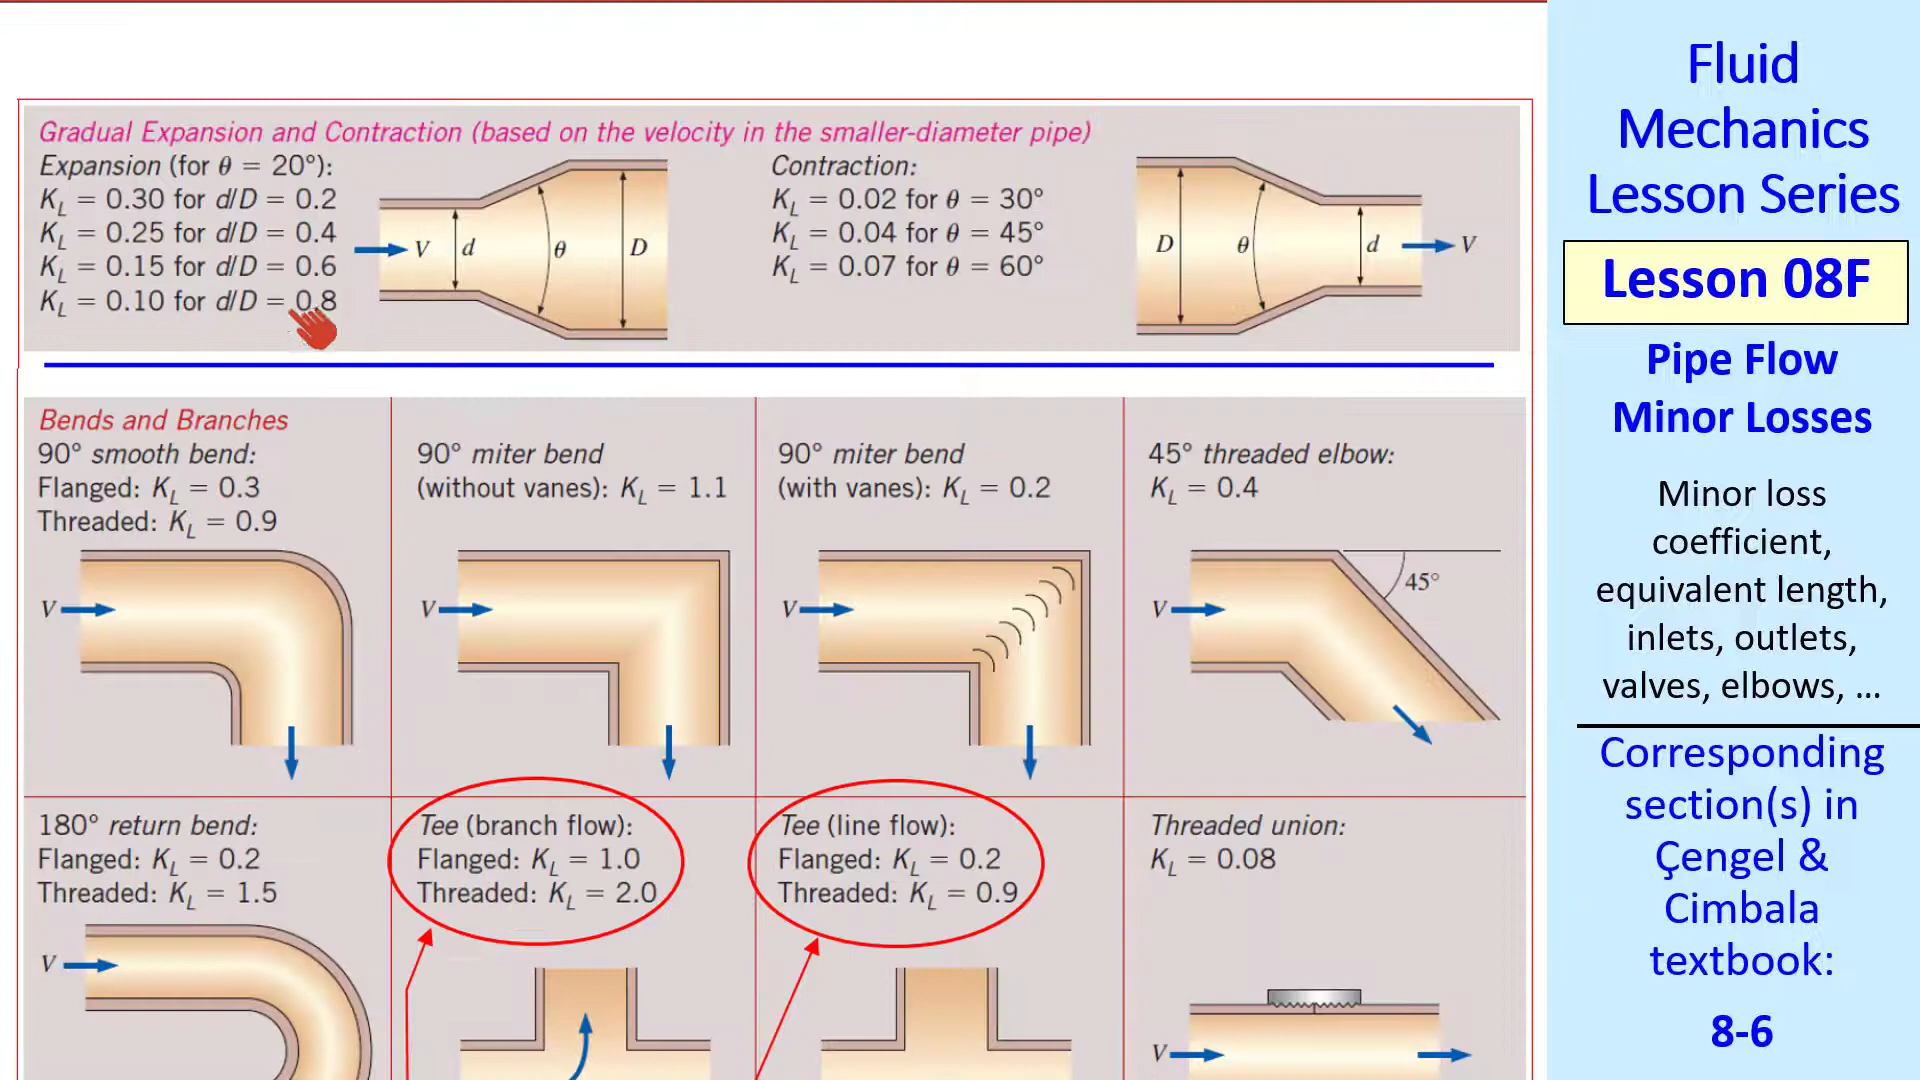 Gradual Expansion and Contraction (based on the velocity in the smaller-diameter pipe)
Expansion (for θ = 20°):
K_L = 0.30 for d/D = 0.2
K_L = 0.25 for d/D = 0.4
K_L = 0.15 for d/D = 0.6
K_L = 0.10 for d/D = 0.8
V d θ D
Contraction:
K_L = 0.02 for θ = 30°
K_L = 0.04 for θ = 45°
K_L = 0.07 for θ = 60°
D θ d V
Bends and Branches
90° smooth bend:
Flanged: K_L = 0.3
Threaded: K_L = 0.9
V
90° miter bend
(without vanes): K_L = 1.1
V
90° miter bend
(with vanes): K_L = 0.2
V
45° threaded elbow:
K_L = 0.4
45°
V
180° return bend:
Flanged: K_L = 0.2
Threaded: K_L = 1.5
V
Tee (branch flow):
Flanged: K_L = 1.0
Threaded: K_L = 2.0
Tee (line flow):
Flanged: K_L = 0.2
Threaded: K_L = 0.9
Threaded union:
K_L = 0.08
V
Fluid
Mechanics
Lesson Series
Lesson 08F
Pipe Flow
Minor Losses
Minor loss
coefficient,
equivalent length,
inlets, outlets,
valves, elbows, ...
Corresponding
section(s) in
Çengel &
Cimbala
textbook:
8-6